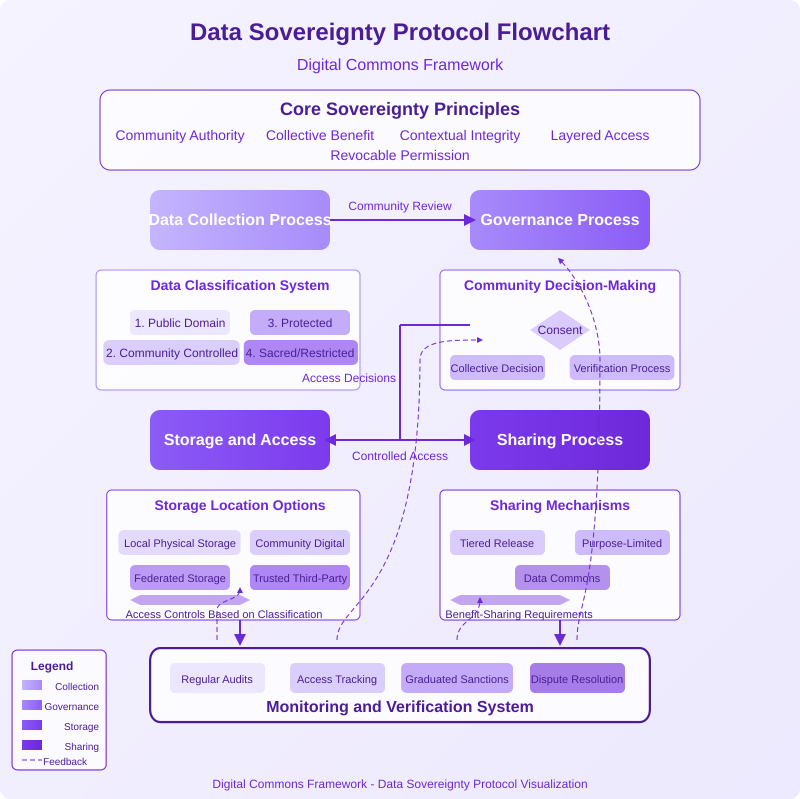 Data Sovereignty Protocol Flowchart
Digital Commons Framework
Core Sovereignty Principles
Community Authority Collective Benefit Contextual Integrity Layered Access
Revocable Permission
Data Collection Process
Community Review
Governance Process
Data Classification System
1. Public Domain
3. Protected
2. Community Controlled
4. Sacred/Restricted
Community Decision-Making
Consent
Collective Decision
Verification Process
Access Decisions
Storage and Access
Controlled Access
Sharing Process
Storage Location Options
Local Physical Storage
Community Digital
Federated Storage
Trusted Third-Party
Access Controls Based on Classification
Sharing Mechanisms
Tiered Release
Purpose-Limited
Data Commons
Benefit-Sharing Requirements
Regular Audits
Access Tracking
Graduated Sanctions
Dispute Resolution
Monitoring and Verification System
Legend
Collection
Governance
Storage
Sharing
Feedback
Digital Commons Framework - Data Sovereignty Protocol Visualization